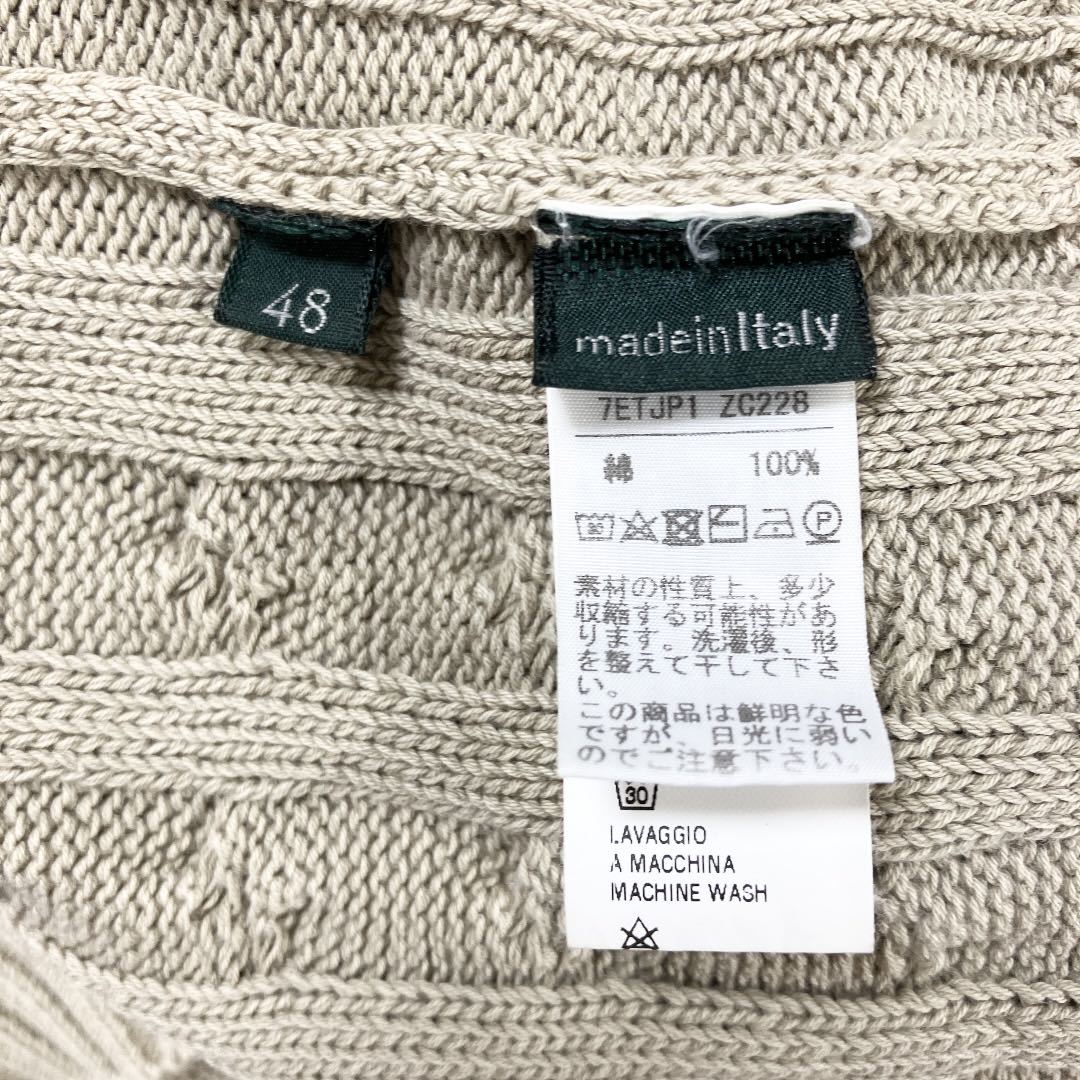 48
madeinItaly
7ETJP1 ZC228
綿 100%
P
素材の性質上、多少
収縮する可能性があ
ります。洗濯後、形
を整えて干して下さ
い。
この商品は鮮明な色
ですが、日光に弱い
のでご注意下さい。
30
LAVAGGIO
A MACCHINA
MACHINE WASH